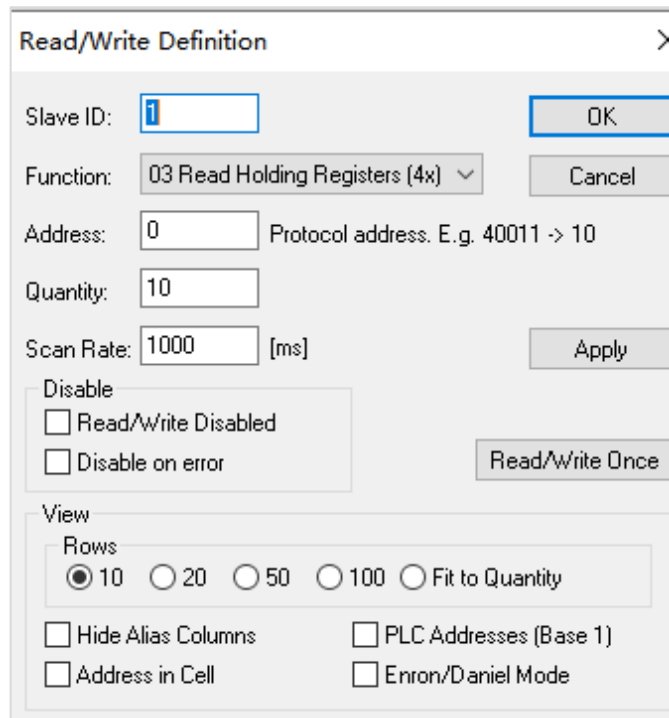 Read/Write Definition
Slave ID: 1 OK
Function: 03 Read Holding Registers (4x) Cancel
Address: 0 Protocol address. E.g. 40011 -> 10
Quantity: 10
Scan Rate: 1000 [ms] Apply
Disable
Read/Write Disabled
Disable on error Read/Write Once
View
Rows
10 20 50 100 Fit to Quantity
Hide Alias Columns PLC Addresses (Base 1)
Address in Cell Enron/Daniel Mode